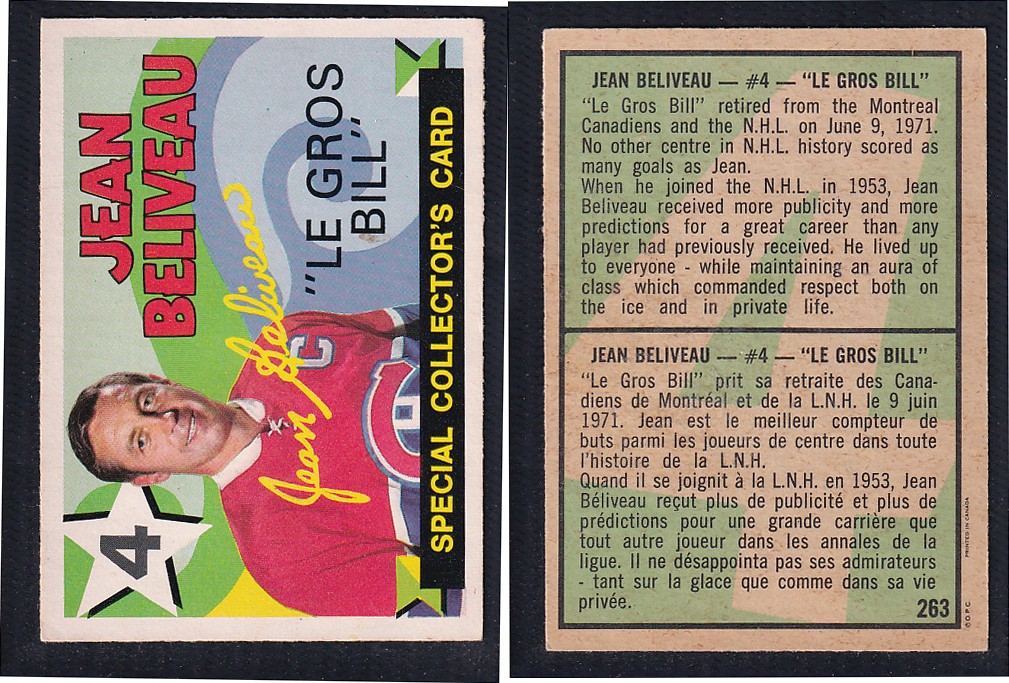 JEAN
BELIVEAU
"LE GROS
BILL"
Jean Beliveau
C
4
SPECIAL COLLECTOR'S CARD
JEAN BELIVEAU — #4 — "LE GROS BILL"
"Le Gros Bill" retired from the Montreal
Canadiens and the N.H.L. on June 9, 1971.
No other centre in N.H.L. history scored as
many goals as Jean.
When he joined the N.H.L. in 1953, Jean
Beliveau received more publicity and more
predictions for a great career than any
player had previously received. He lived up
to everyone - while maintaining an aura of
class which commanded respect both on
the ice and in private life.
JEAN BELIVEAU — #4 — "LE GROS BILL"
"Le Gros Bill" prit sa retraite des Cana-
diens de Montréal et de la L.N.H. le 9 juin
1971. Jean est le meilleur compteur de
buts parmi les joueurs de centre dans toute
l'histoire de la L.N.H.
Quand il se joignit à la L.N.H. en 1953, Jean
Béliveau reçut plus de publicité et plus de
prédictions pour une grande carrière que
tout autre joueur dans les annales de la
ligue. Il ne désappointa pas ses admirateurs
- tant sur la glace que comme dans sa vie
privée.
263
© O.P.C.
PRINTED IN CANADA